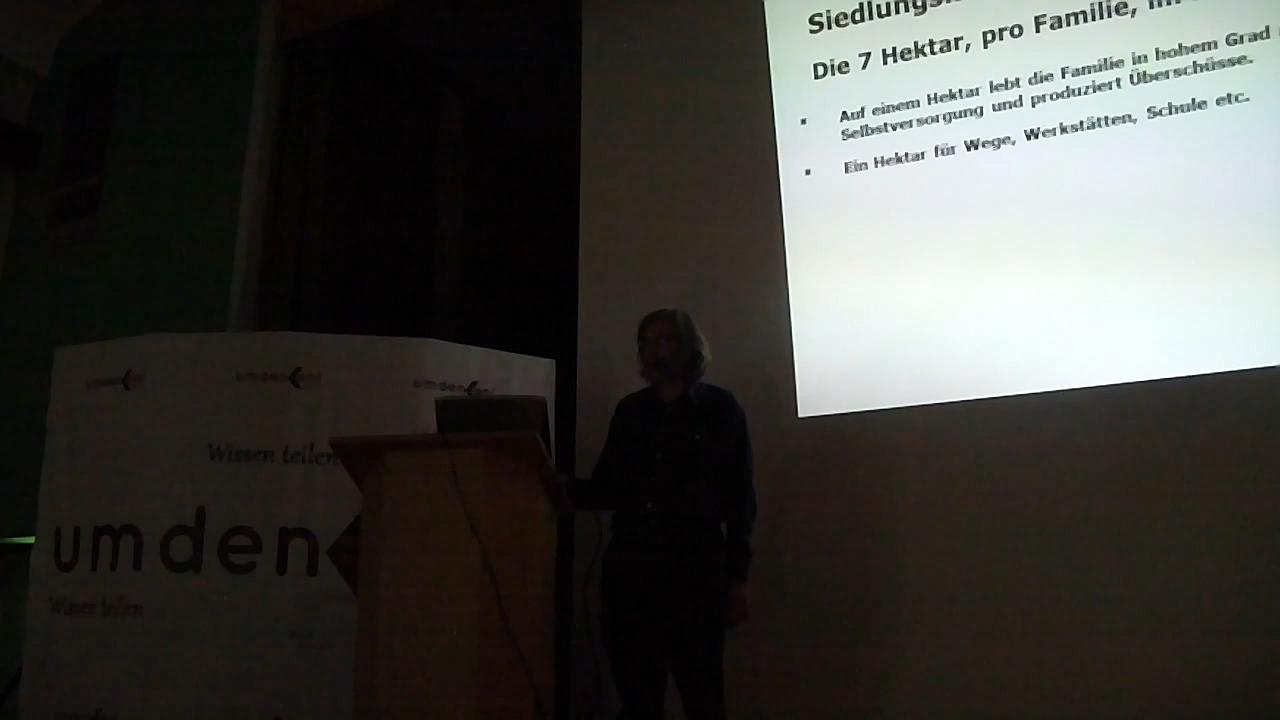 Die 7 Hektar, pro Familie,
Auf einem Hektar lebt die Familie in hohem Grad
Selbstversorgung und produziert Überschüsse.
Ein Hektar für Wege, Werkstätten, Schule etc.
Wissen teilen
umden
Wissen teilen